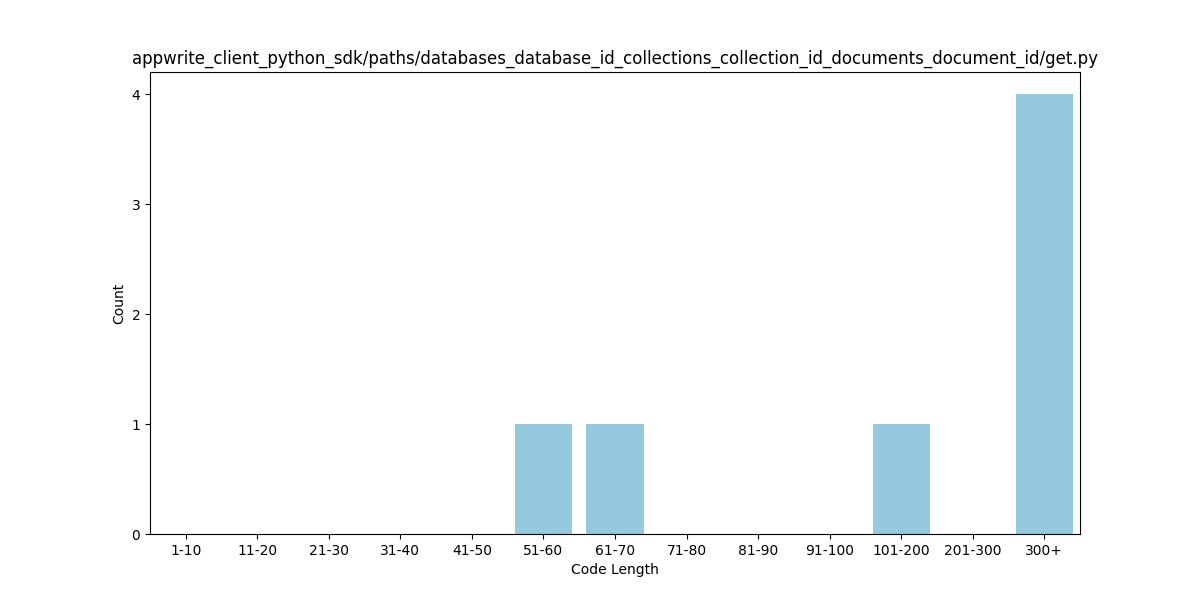 appwrite_client_python_sdk/paths/databases_database_id_collections_collection_id_documents_document_id/get.py
4
3
2
1
0
Count
1-10 11-20 21-30 31-40 41-50 51-60 61-70 71-80 81-90 91-100 101-200 201-300 300+
Code Length